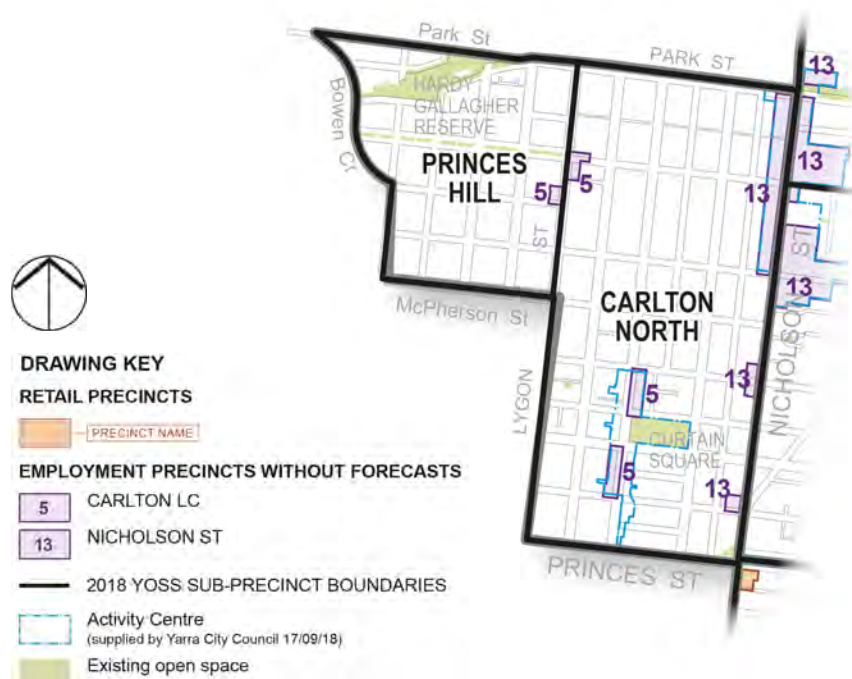 Park St
PARK ST
13
Bowen Cr
HARDY
GALLAGHER
RESERVE
PRINCES
HILL
5
5
13
13
ST
13
McPherson St
CARLTON
NORTH
NICHOLSON ST
LYGON
5
13
CURTAIN
SQUARE
5
13
PRINCES ST
DRAWING KEY
RETAIL PRECINCTS
PRECINCT NAME
EMPLOYMENT PRECINCTS WITHOUT FORECASTS
5 CARLTON LC
13 NICHOLSON ST
2018 YOSS SUB-PRECINCT BOUNDARIES
Activity Centre
(supplied by Yarra City Council 17/09/18)
Existing open space